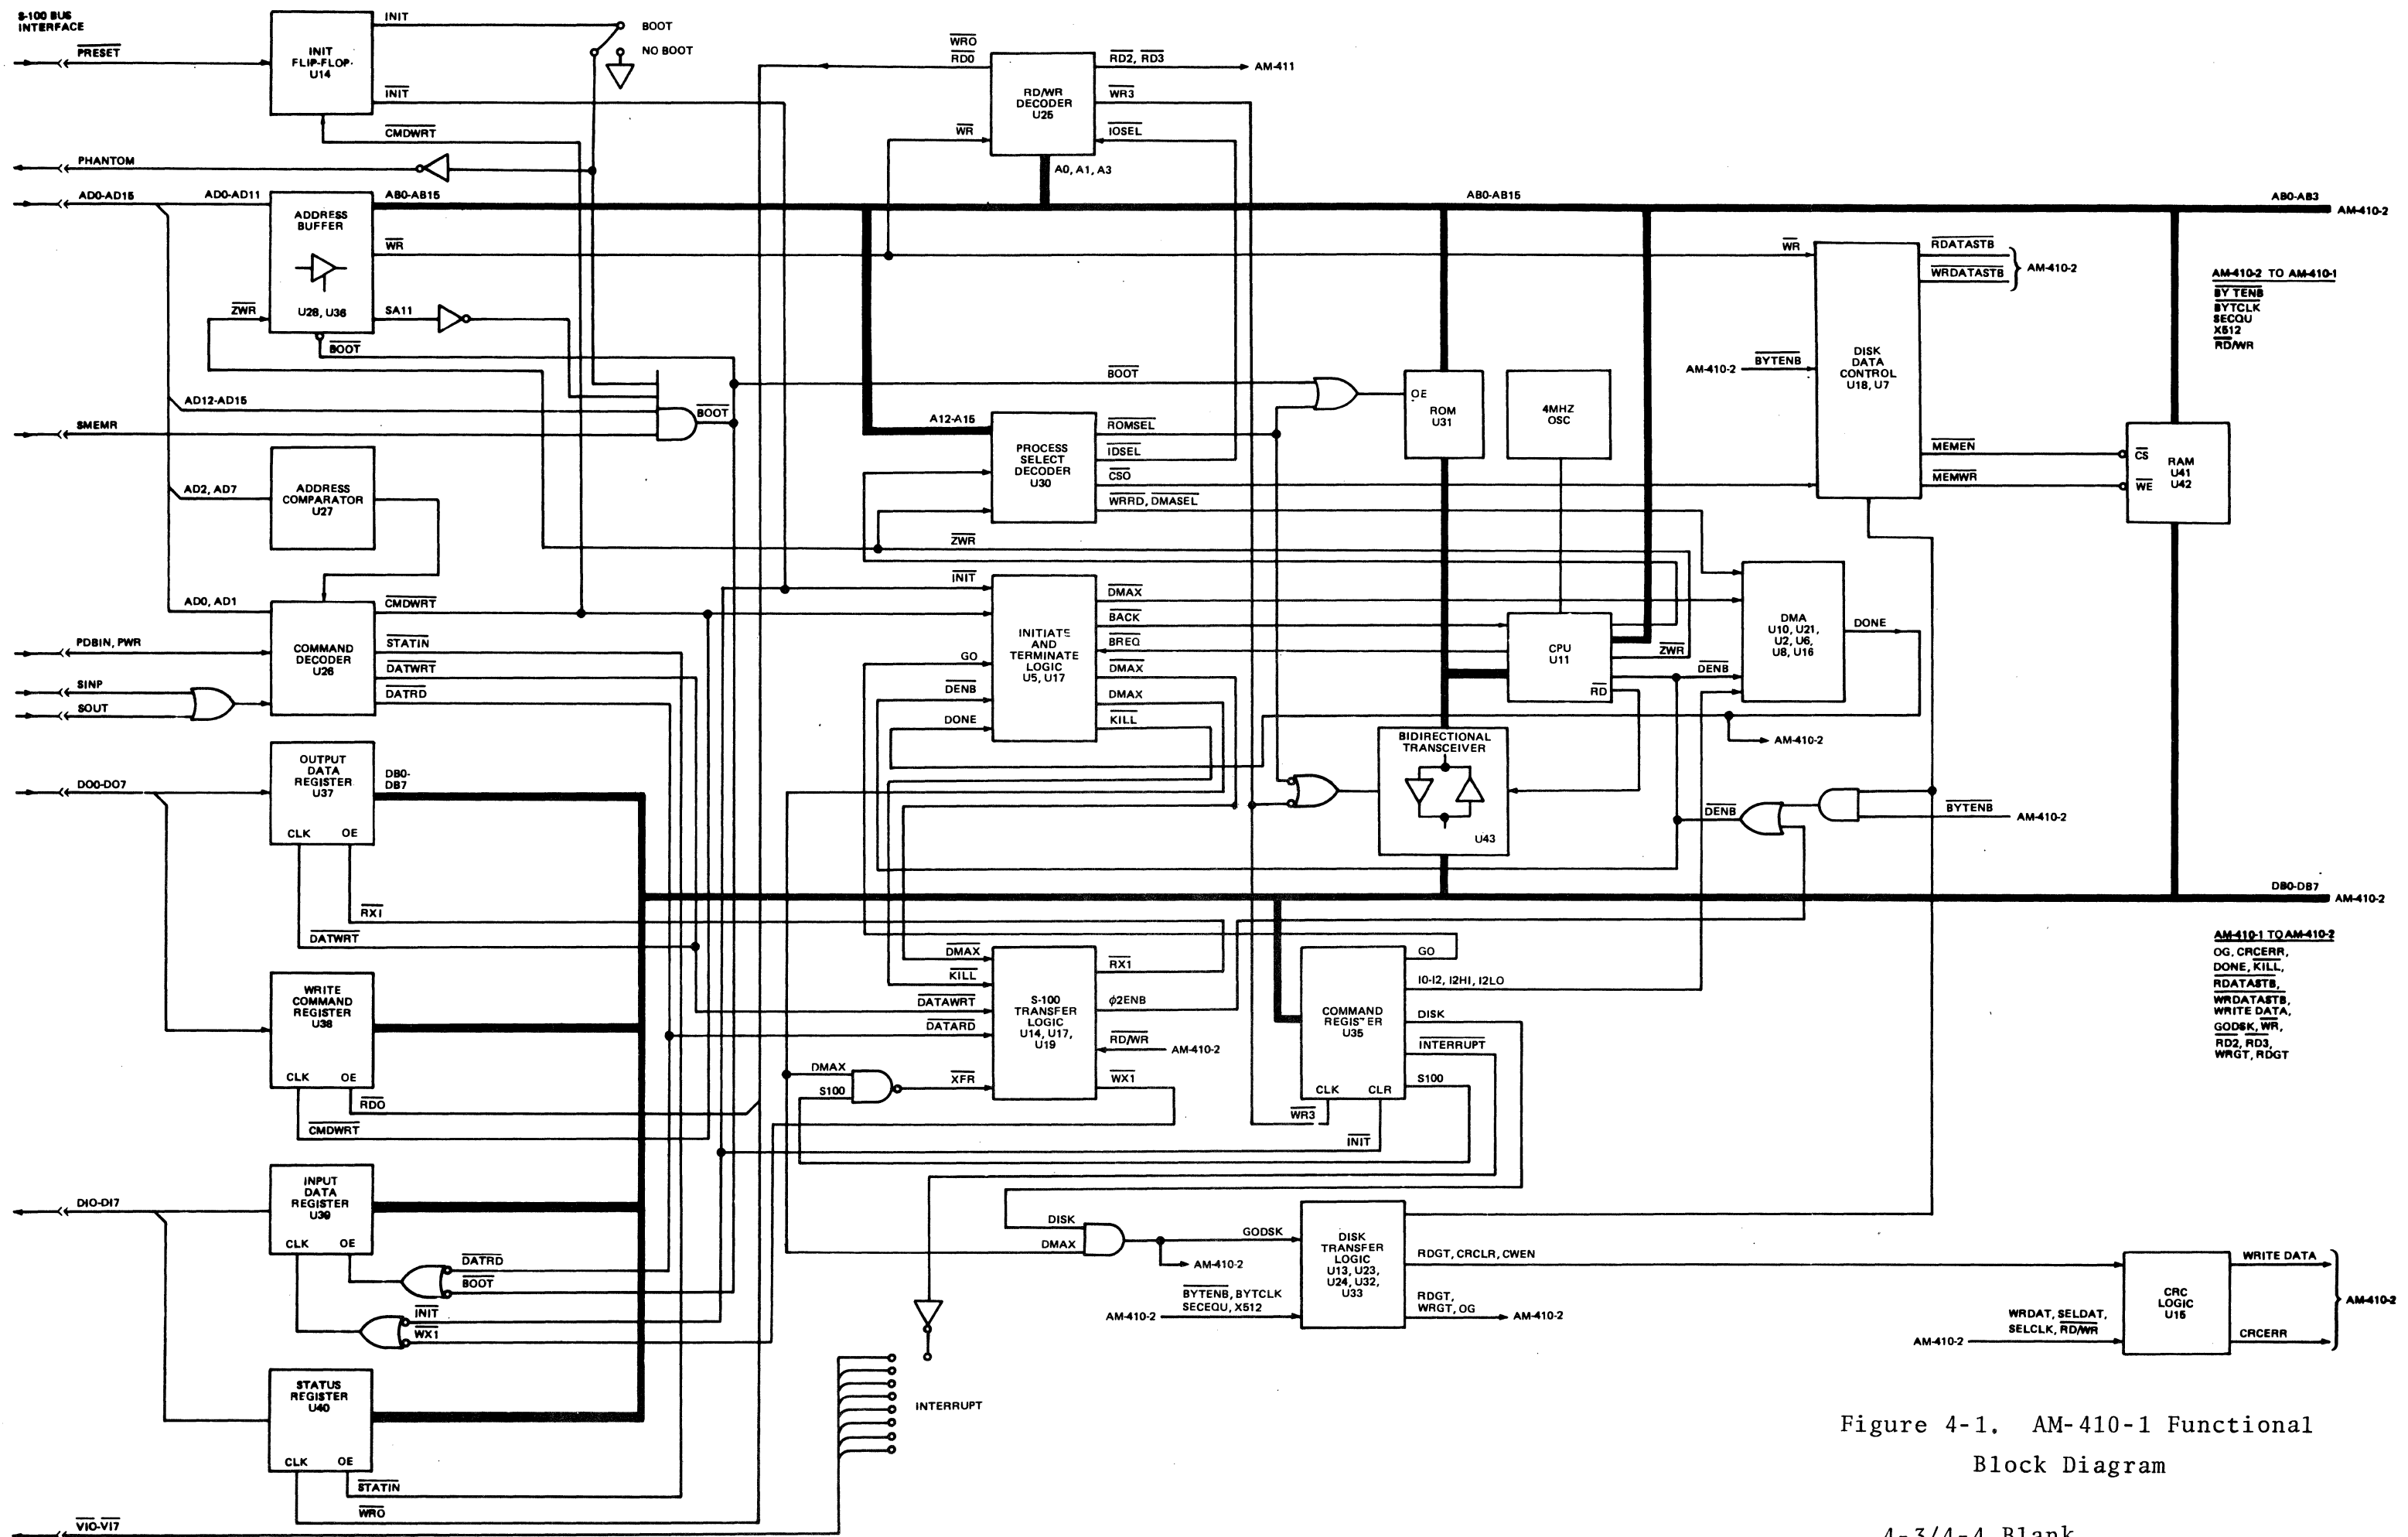 S-100 BUS
INTERFACE
PRESET
INIT
FLIP-FLOP
U14
INIT
INIT
CMDWRT
BOOT
NO BOOT
PHANTOM
WRO
RD0
RD/WR
DECODER
U25
RD2, RD3
AM-411
WR3
WR
IOSEL
A0, A1, A3
AD0-AD15
AD0-AD11
ADDRESS
BUFFER
U28, U36
AB0-AB15
AB0-AB15
AB0-AB3
AM-410-2
WR
ZWR
SA11
BOOT
WR
RDATASTB
WRDATASTB
AM-410-2
DISK
DATA
CONTROL
U18, U7
AM-410-2
BYTENB
AM-410-2 TO AM-410-1
BY TENB
BYTCLK
SECQU
X512
RD/WR
AD12-AD15
SMEMR
BOOT
BOOT
A12-A15
PROCESS
SELECT
DECODER
U30
ROMSEL
IDSEL
CSO
WRRD, DMASEL
OE
ROM
U31
4MHZ
OSC
MEMEN
MEMWR
CS
WE
RAM
U41
U42
AD2, AD7
ADDRESS
COMPARATOR
U27
ZWR
AD0, AD1
PDBIN, PWR
SINP
SOUT
COMMAND
DECODER
U26
CMDWRT
STATIN
DATWRT
DATRD
INIT
GO
DENB
DONE
INITIATE
AND
TERMINATE
LOGIC
U5, U17
DMAX
BACK
BREQ
DMAX
DMAX
KILL
CPU
U11
ZWR
RD
DENB
DMA
U10, U21,
U2, U6,
U8, U16
DONE
AM-410-2
BIDIRECTIONAL
TRANSCEIVER
U43
DENB
BYTENB
AM-410-2
DO0-DO7
OUTPUT
DATA
REGISTER
U37
CLK
OE
DB0-
DB7
RX1
DATWRT
DB0-DB7
AM-410-2
WRITE
COMMAND
REGISTER
U38
CLK
OE
RDO
CMDWRT
DMAX
KILL
DATAWRT
DATARD
S-100
TRANSFER
LOGIC
U14, U17,
U19
RX1
φ2ENB
RD/WR
AM-410-2
WX1
DMAX
S100
XFR
COMMAND
REGISTER
U35
CLK
CLR
GO
I0-I2, I2HI, I2LO
DISK
INTERRUPT
S100
WR3
INIT
AM-410-1 TO AM-410-2
OG, CRCERR,
DONE, KILL,
RDATASTB,
WRDATASTB,
WRITE DATA,
GODSK, WR,
RD2, RD3,
WRGT, RDGT
DIO-DI7
INPUT
DATA
REGISTER
U39
CLK
OE
DATRD
BOOT
INIT
WX1
DISK
DMAX
GODSK
AM-410-2
BYTENB, BYTCLK
SECEQU, X512
AM-410-2
DISK
TRANSFER
LOGIC
U13, U23,
U24, U32,
U33
RDGT, CRCLR, CWEN
RDGT,
WRGT, OG
AM-410-2
WRDAT, SELDAT,
SELCLK, RD/WR
AM-410-2
CRC
LOGIC
U15
WRITE DATA
CRCERR
AM-410-2
STATUS
REGISTER
U40
CLK
OE
STATIN
WRO
INTERRUPT
VIO-VI7
Figure 4-1. AM-410-1 Functional
Block Diagram
4-3/4-4 Blank